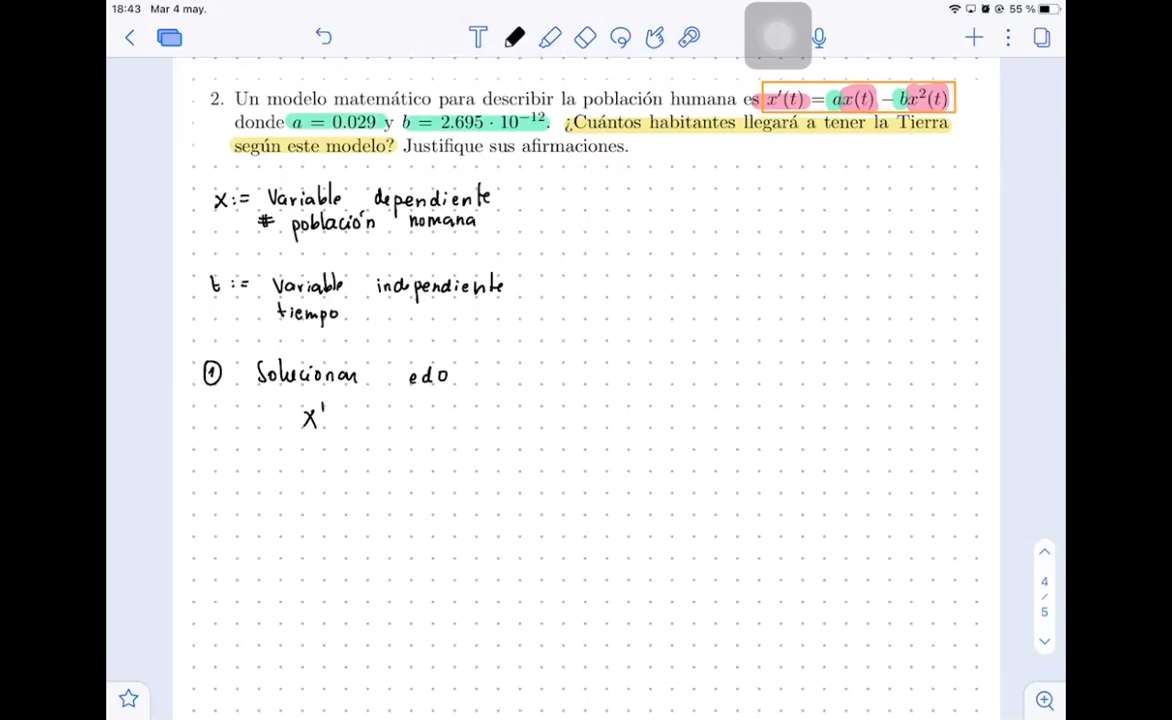 18:43 Mar 4 may. 55 %
T
2. Un modelo matemático para describir la población humana es x′(t) = ax(t) − bx²(t)
donde a = 0.029 y b = 2.695 · 10⁻¹². ¿Cuántos habitantes llegará a tener la Tierra
según este modelo? Justifique sus afirmaciones.
x := Variable dependiente
# población homana
t := Variable independiente
tiempo
① Solucionar edo
x'
4
/
5